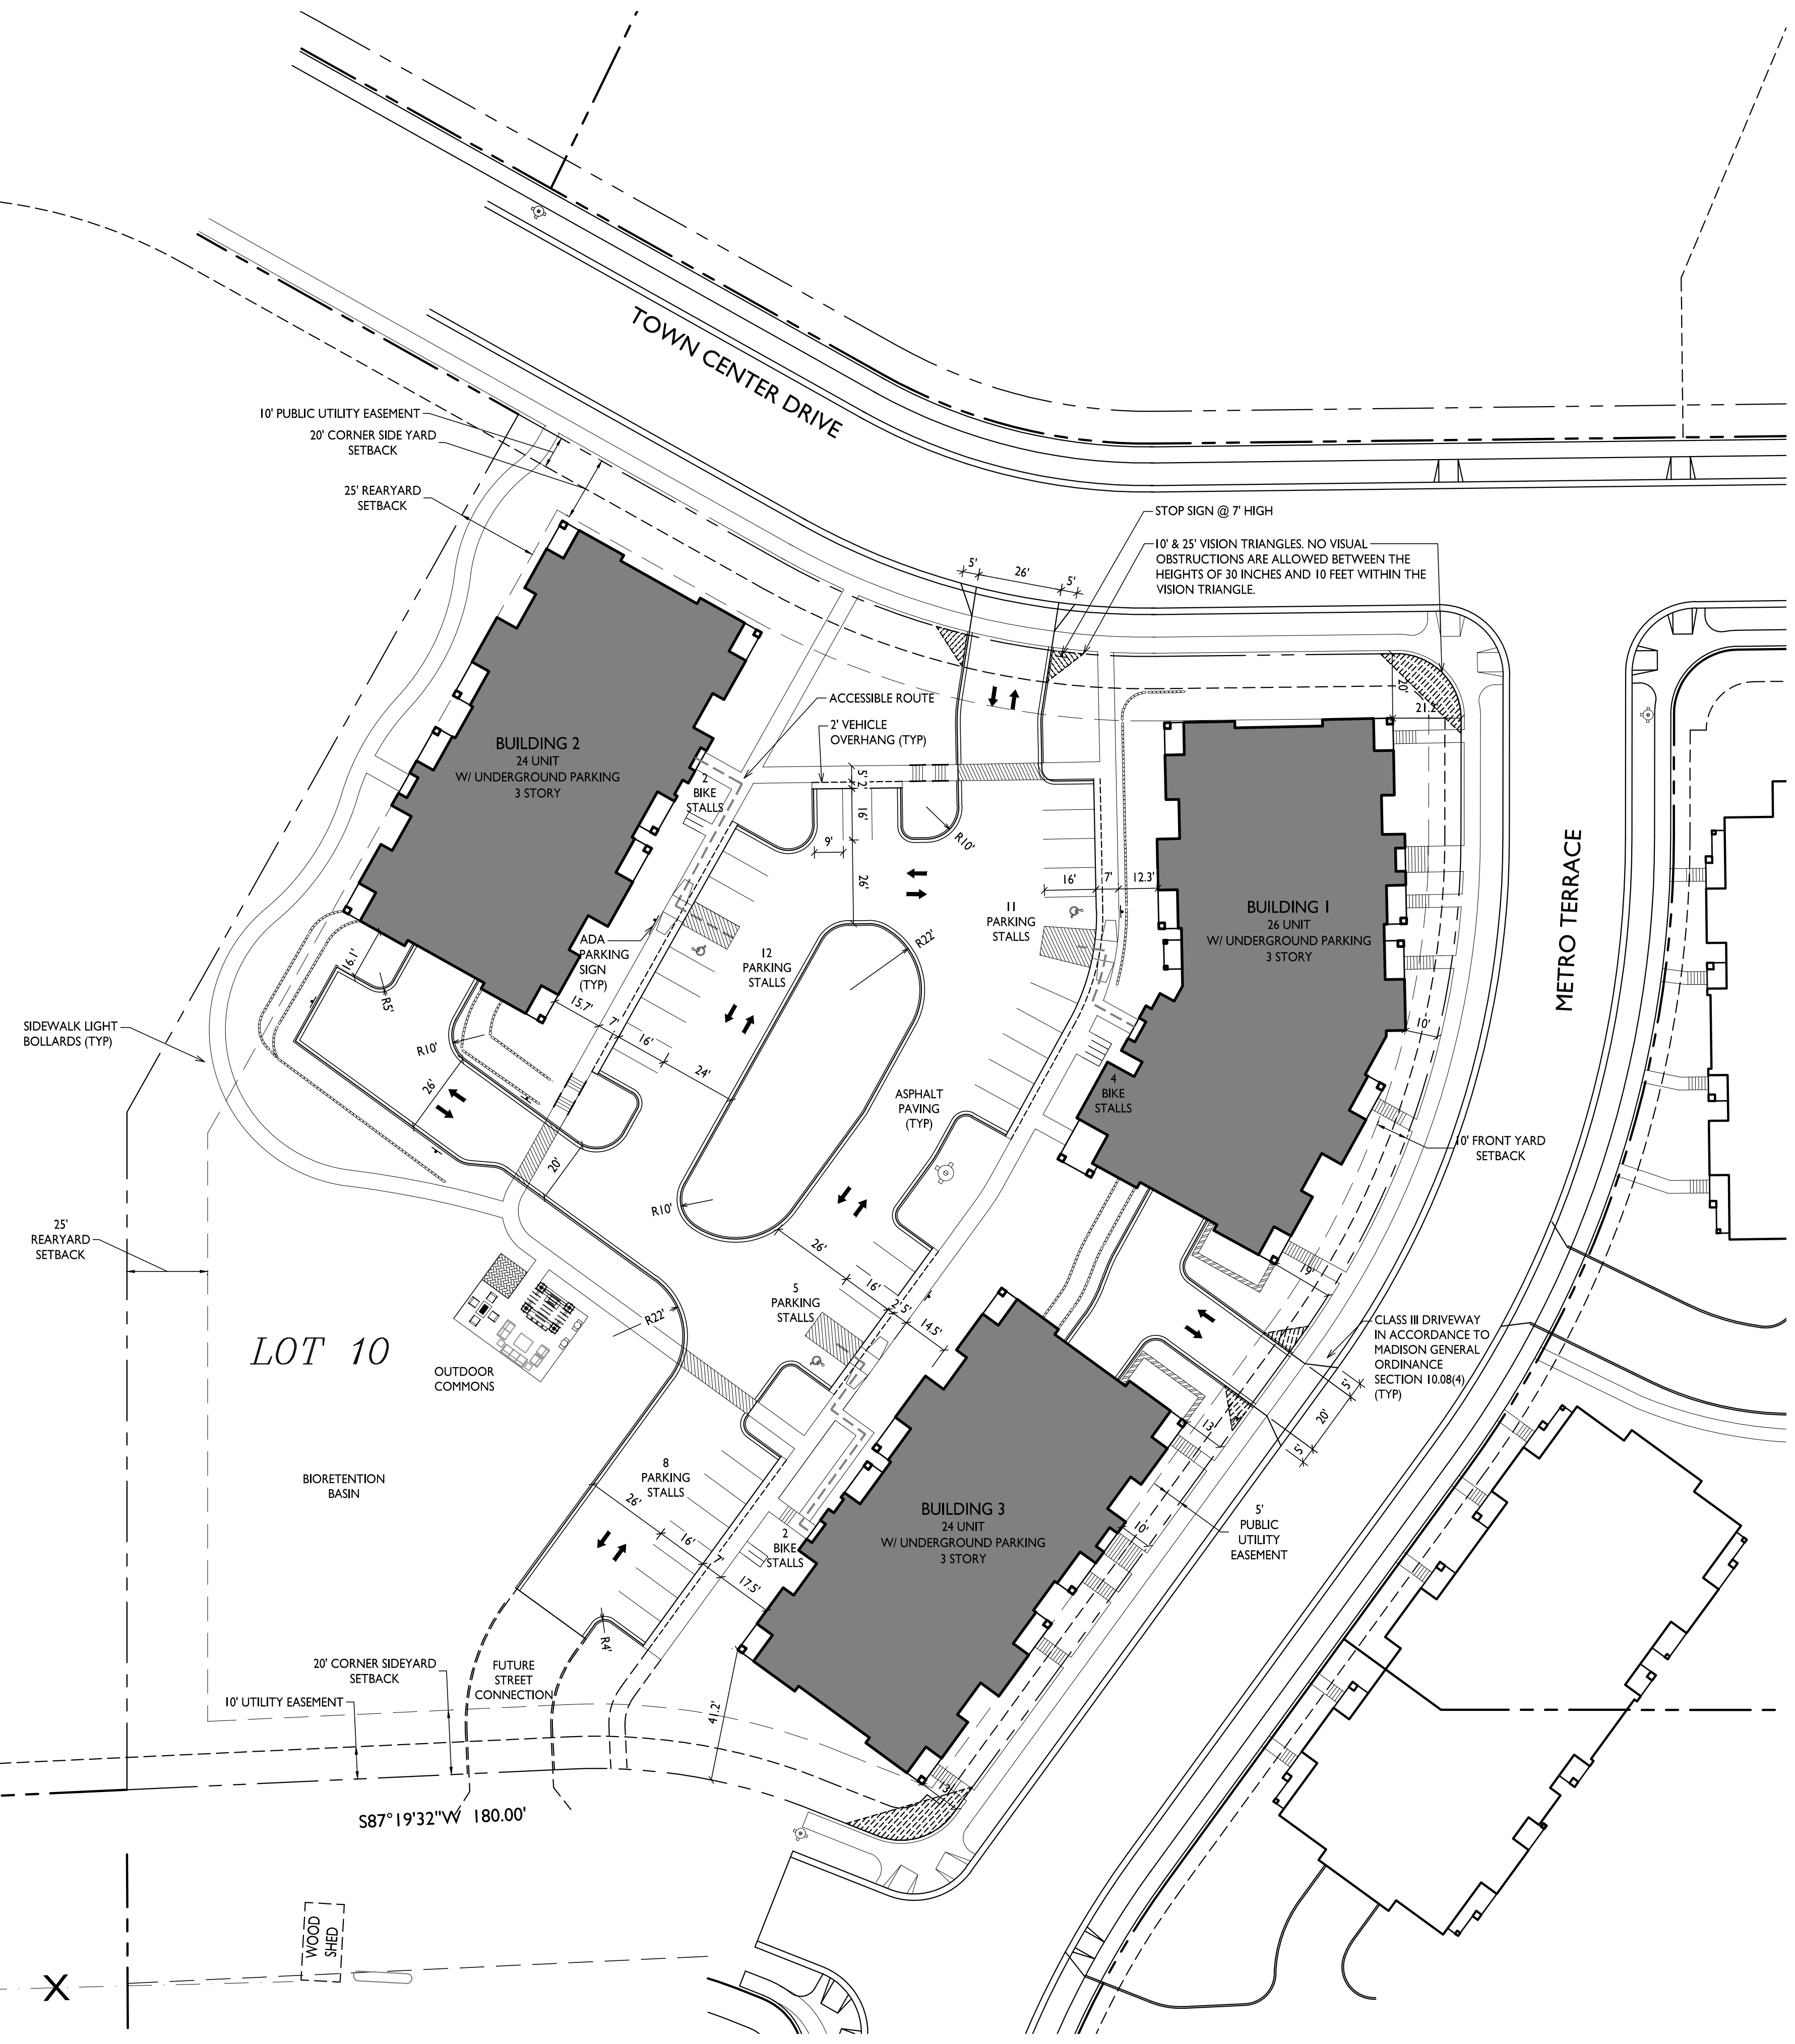 TOWN CENTER DRIVE
10' PUBLIC UTILITY EASEMENT
20' CORNER SIDE YARD
SETBACK
25' REARYARD
SETBACK
STOP SIGN @ 7' HIGH
10' & 25' VISION TRIANGLES. NO VISUAL
OBSTRUCTIONS ARE ALLOWED BETWEEN THE
HEIGHTS OF 30 INCHES AND 10 FEET WITHIN THE
VISION TRIANGLE.
5'
26'
5'
20'
21.2'
ACCESSIBLE ROUTE
2' VEHICLE
OVERHANG (TYP)
BUILDING 2
24 UNIT
W/ UNDERGROUND PARKING
3 STORY
2
BIKE
STALLS
5'
2'
16'
9'
R10'
26'
16'
7'
12.3'
11
PARKING
STALLS
BUILDING 1
26 UNIT
W/ UNDERGROUND PARKING
3 STORY
METRO TERRACE
ADA
PARKING
SIGN
(TYP)
12
PARKING
STALLS
R22'
16.1'
R5'
15.7'
7'
16'
24'
R10'
26'
SIDEWALK LIGHT
BOLLARDS (TYP)
10'
4
BIKE
STALLS
ASPHALT
PAVING
(TYP)
10' FRONT YARD
SETBACK
20'
R10'
25'
REARYARD
SETBACK
26'
16'
2.5'
14.5'
19'
5
PARKING
STALLS
R22'
LOT 10
OUTDOOR
COMMONS
CLASS III DRIVEWAY
IN ACCORDANCE TO
MADISON GENERAL
ORDINANCE
SECTION 10.08(4)
(TYP)
5'
20'
5'
13'
BIORETENTION
BASIN
8
PARKING
STALLS
26'
16'
7'
17.5'
2
BIKE
STALLS
BUILDING 3
24 UNIT
W/ UNDERGROUND PARKING
3 STORY
10'
5'
PUBLIC
UTILITY
EASEMENT
R4'
20' CORNER SIDEYARD
SETBACK
10' UTILITY EASEMENT
FUTURE
STREET
CONNECTION
41.2'
S87°19'32"W 180.00'
WOOD
SHED
X